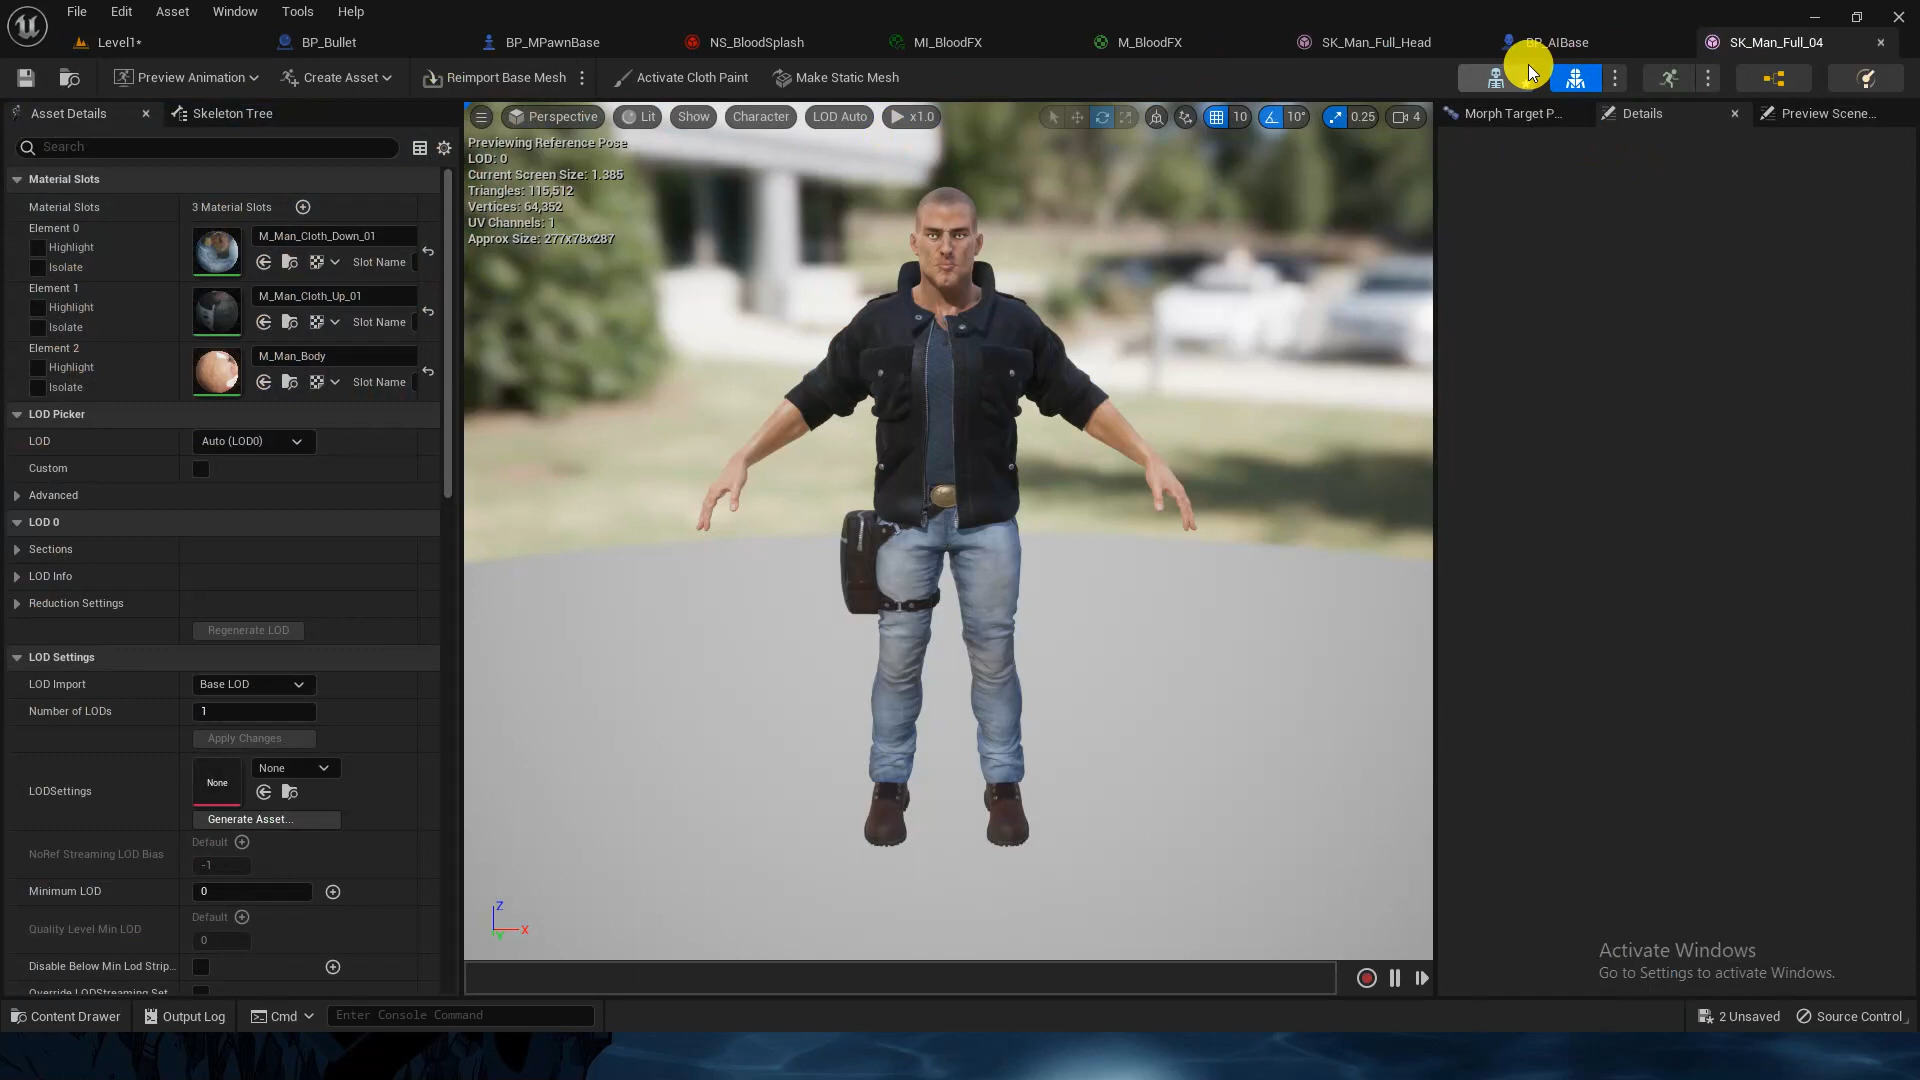 File Edit Asset Window Tools Help
Level1* BP_Bullet BP_MPawnBase NS_BloodSplash MI_BloodFX M_BloodFX SK_Man_Full_Head BP_AIBase SK_Man_Full_04
Preview Animation Create Asset Reimport Base Mesh Activate Cloth Paint Make Static Mesh
Asset Details Skeleton Tree
Perspective Lit Show Character LOD Auto x1.0 10 10° 0.25 4
Morph Target P... Details Preview Scene...
Search
Previewing Reference Pose
LOD: 0
Current Screen Size: 1.385
Triangles: 115,512
Vertices: 64,352
UV Channels: 1
Approx Size: 277x78x287
Material Slots
Material Slots 3 Material Slots
Element 0
Highlight
Isolate
M_Man_Cloth_Down_01
Slot Name
Element 1
Highlight
Isolate
M_Man_Cloth_Up_01
Slot Name
Element 2
Highlight
Isolate
M_Man_Body
Slot Name
LOD Picker
LOD Auto (LOD0)
Custom
Advanced
LOD 0
Sections
LOD Info
Reduction Settings
Regenerate LOD
LOD Settings
LOD Import Base LOD
Number of LODs 1
Apply Changes
LODSettings None None
Generate Asset...
NoRef Streaming LOD Bias Default
-1
Minimum LOD 0
Quality Level Min LOD Default
0
Disable Below Min Lod Strip...
Override LODStreaming Set
Z
X
Y
Activate Windows
Go to Settings to activate Windows.
Content Drawer Output Log Cmd Enter Console Command 2 Unsaved Source Control